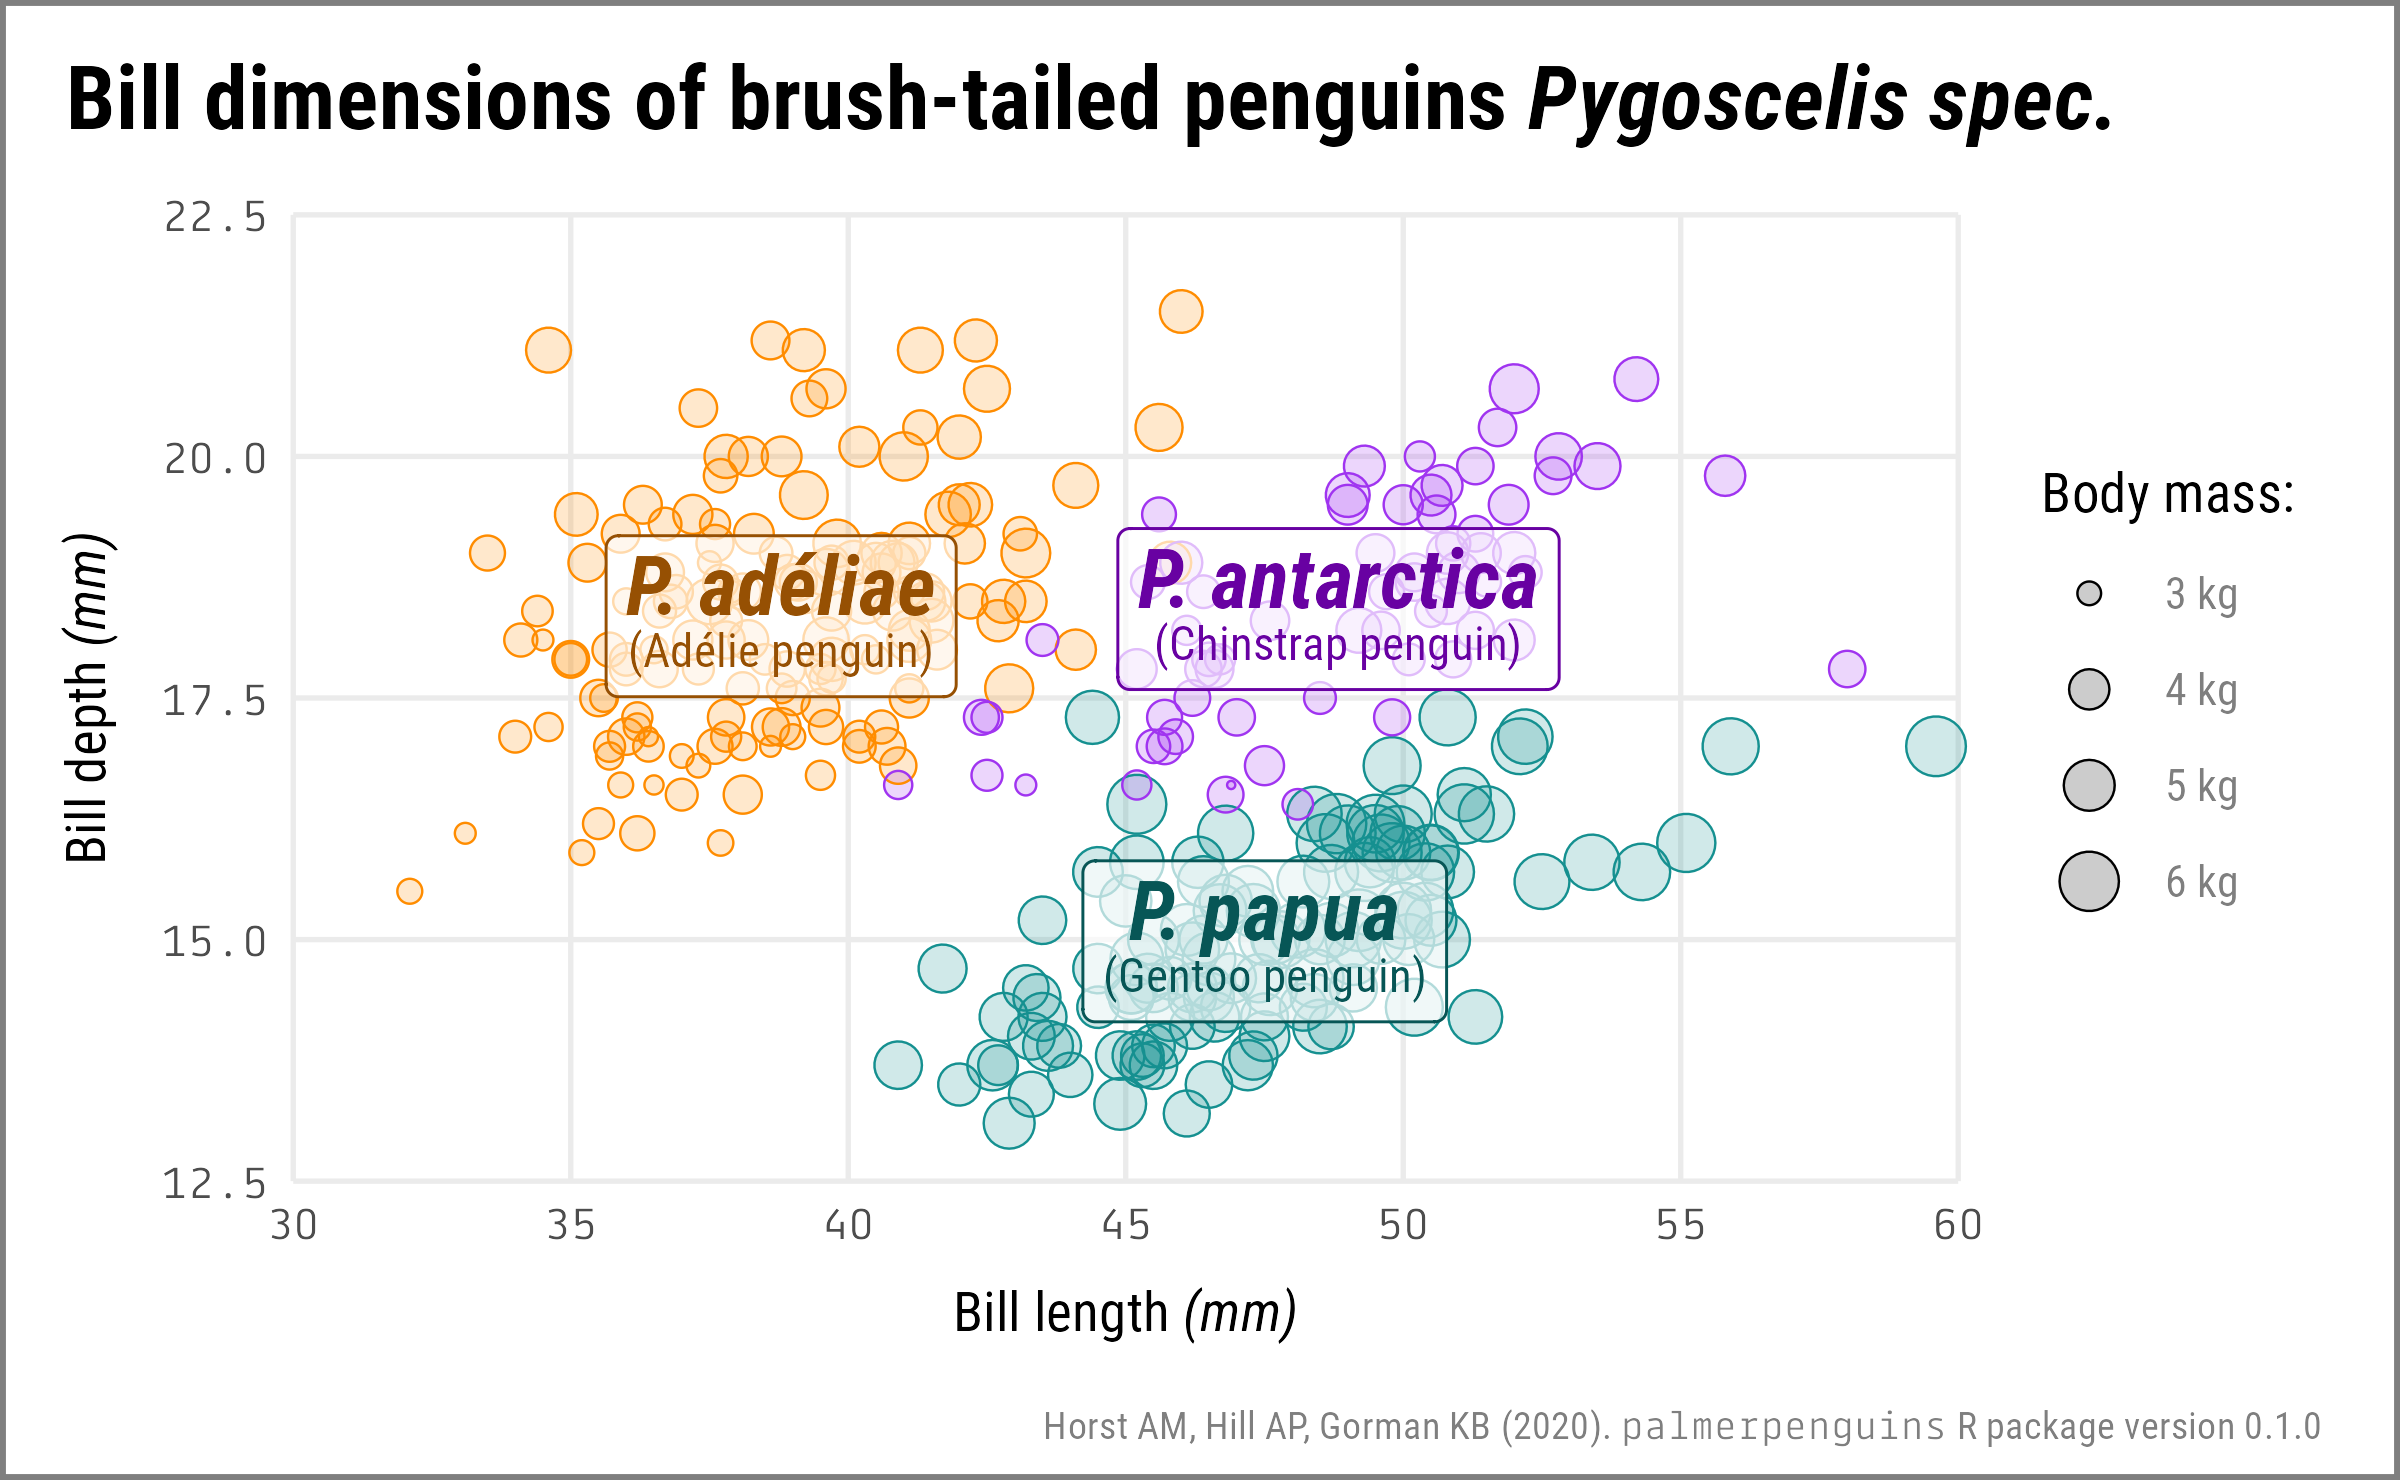 Bill dimensions of brush-tailed penguins Pygoscelis spec.
22.5
20.0
17.5
15.0
12.5
Bill depth (mm)
P. adéliae
(Adélie penguin)
P. antarctica
(Chinstrap penguin)
P. papua
(Gentoo penguin)
Body mass:
3 kg
4 kg
5 kg
6 kg
30 35 40 45 50 55 60
Bill length (mm)
Horst AM, Hill AP, Gorman KB (2020). palmerpenguins R package version 0.1.0